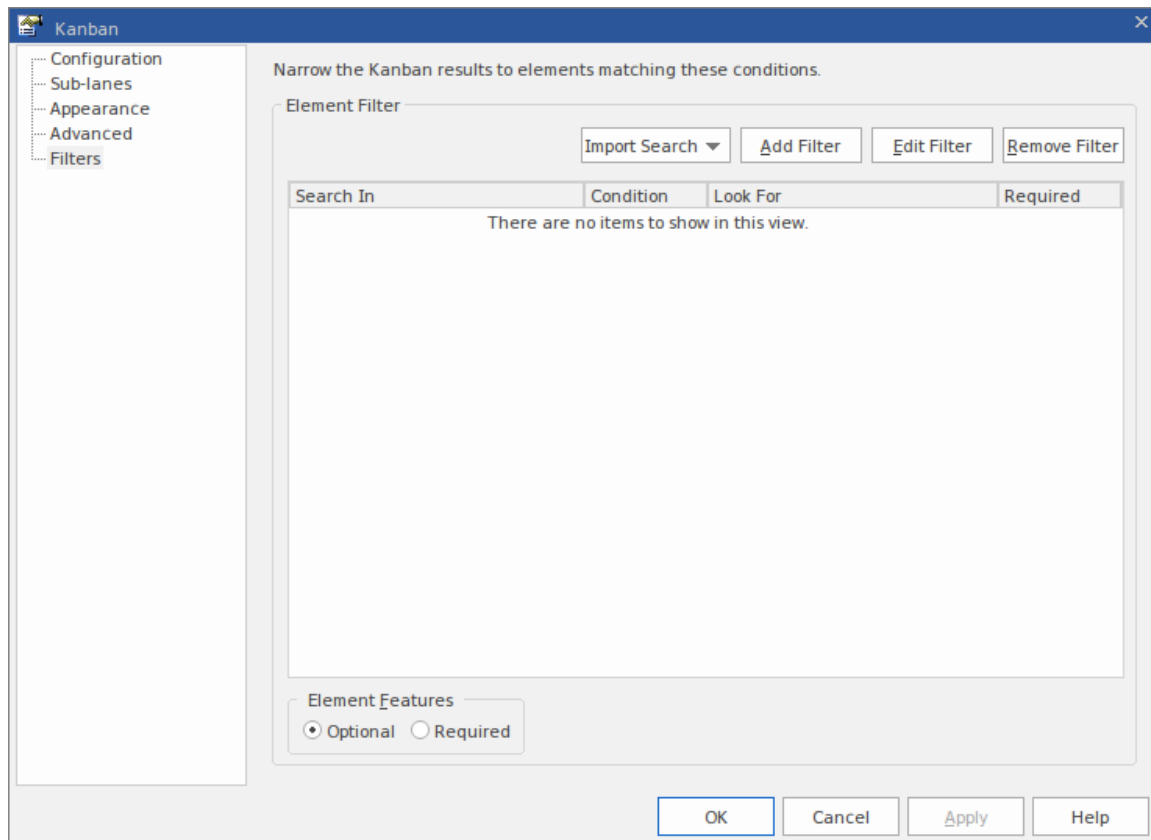 Kanban
Configuration
Sub-lanes
Appearance
Advanced
Filters
Narrow the Kanban results to elements matching these conditions.
Element Filter
Import Search Add Filter Edit Filter Remove Filter
Search In Condition Look For Required
There are no items to show in this view.
Element Features
Optional Required
OK Cancel Apply Help